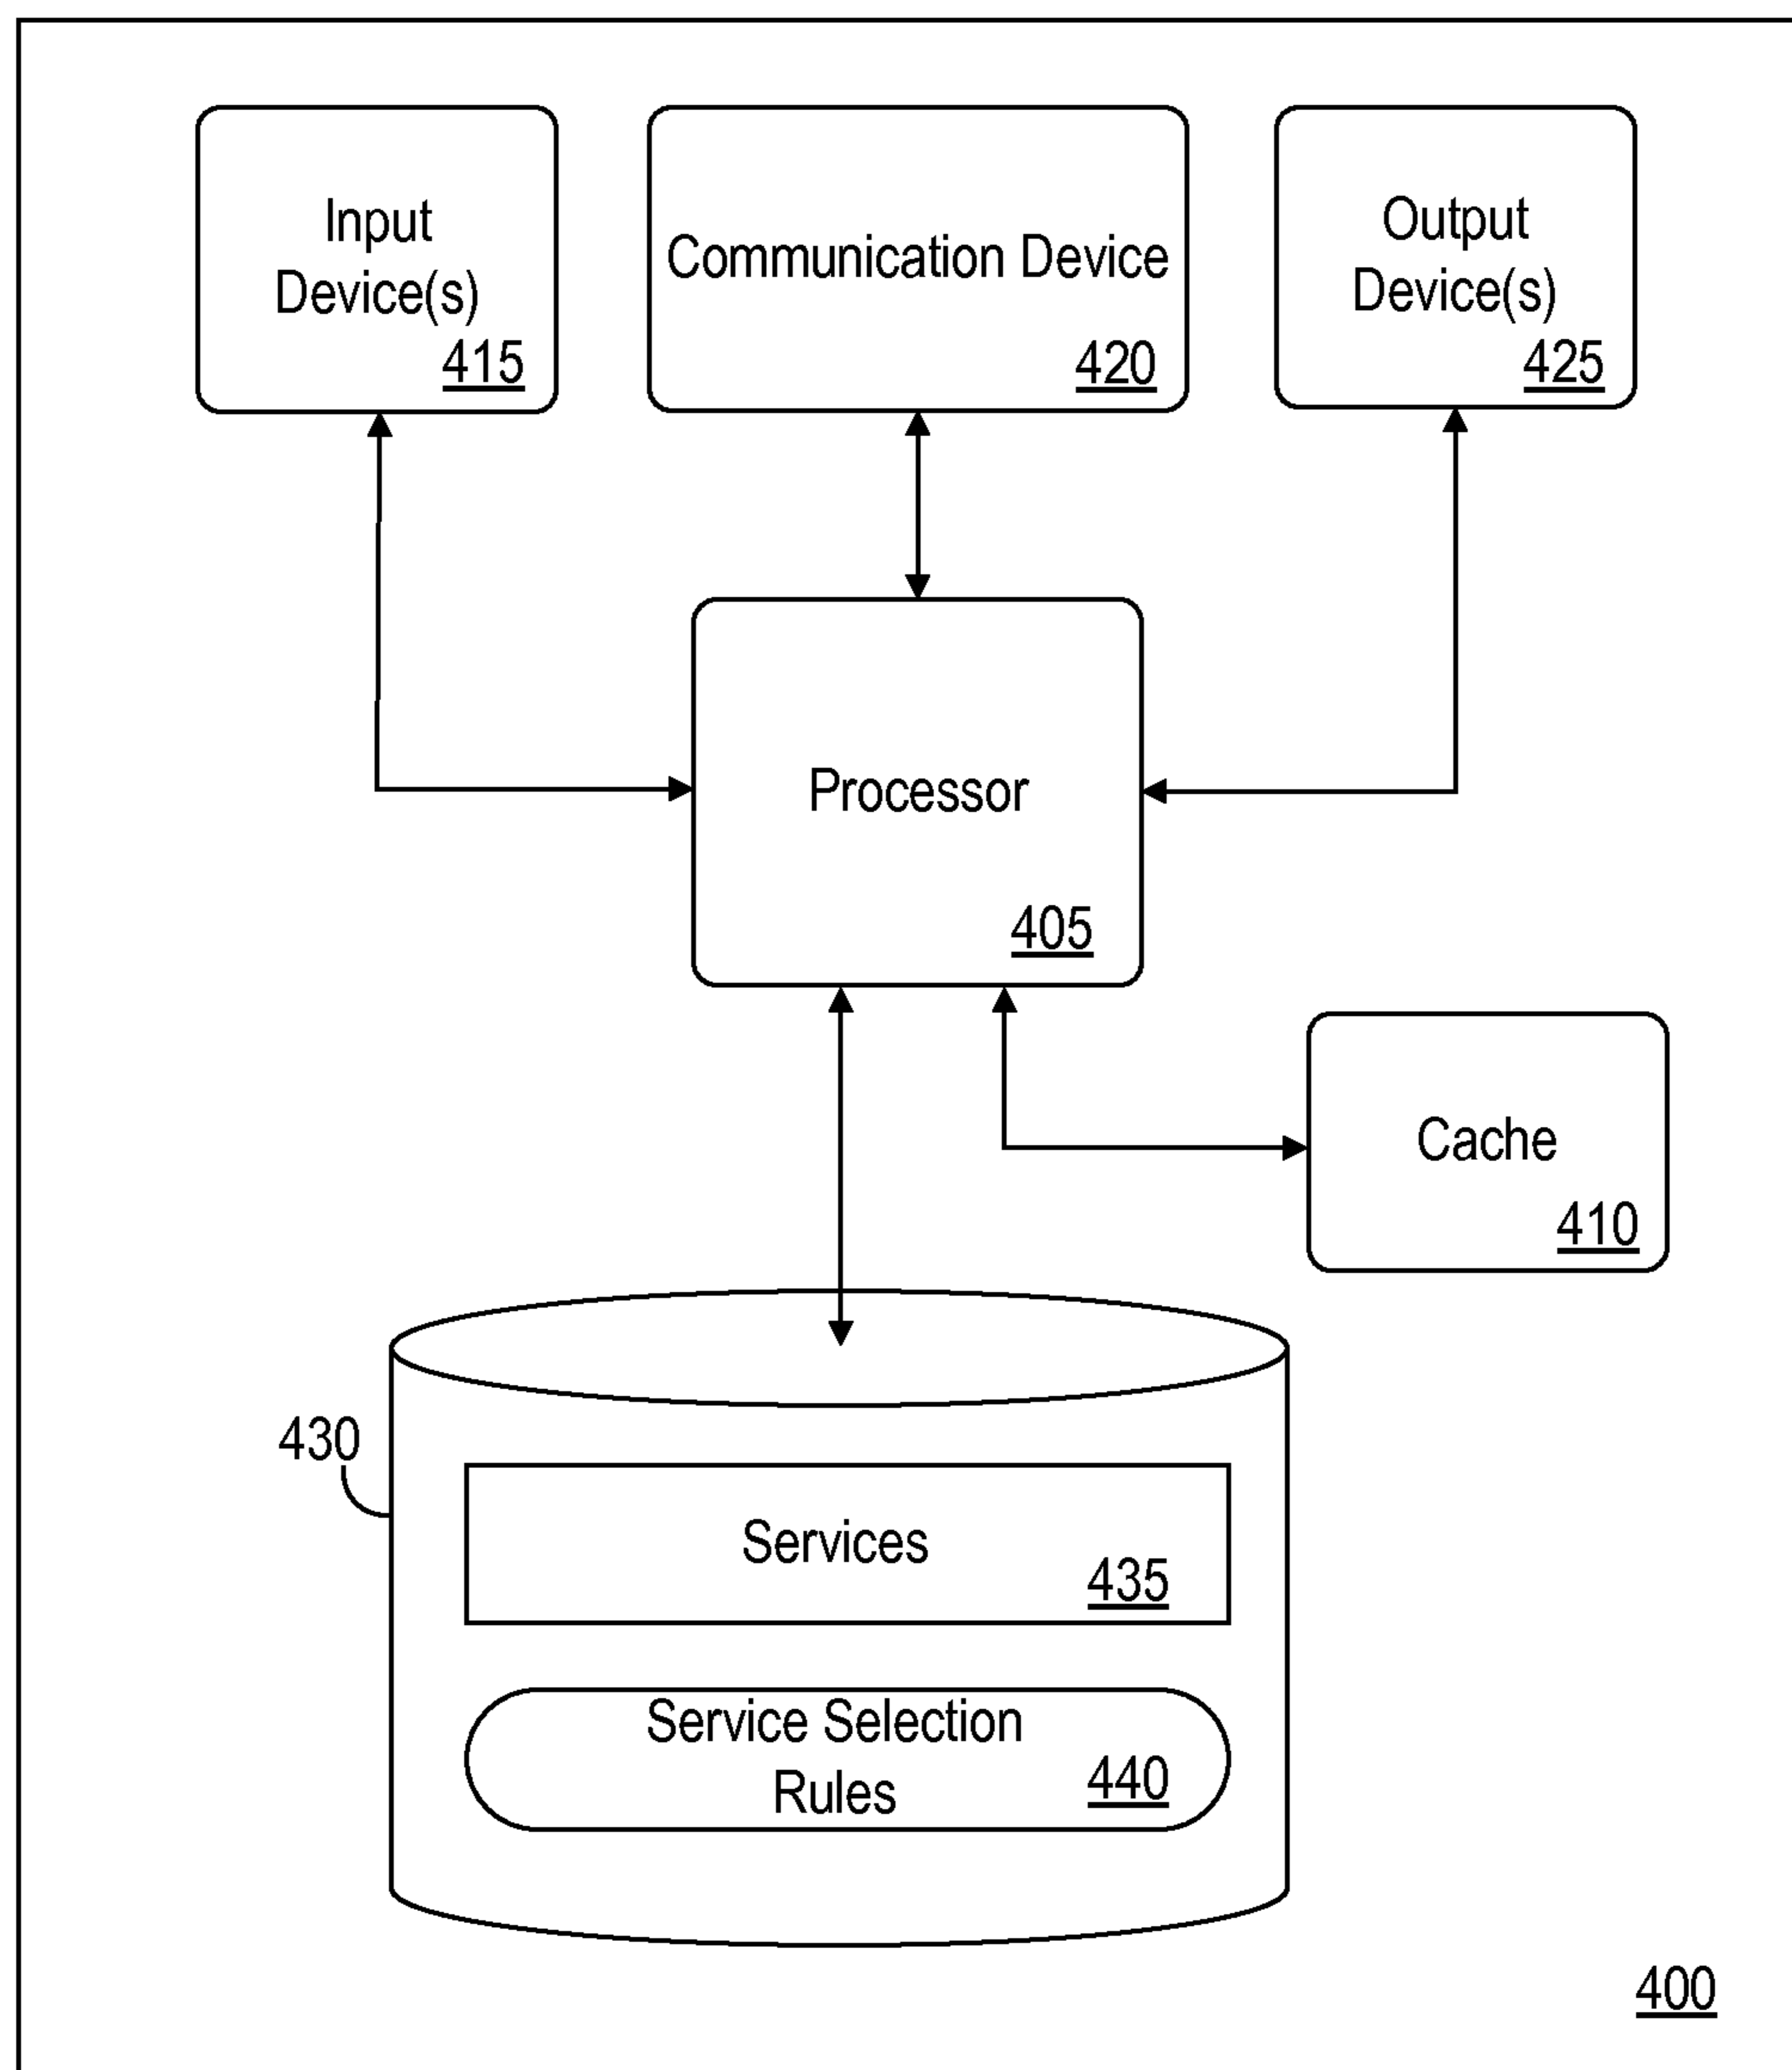 Input
Device(s)
415
Communication Device
420
Output
Device(s)
425
Processor
405
Cache
410
430
Services
435
Service Selection
Rules
440
400